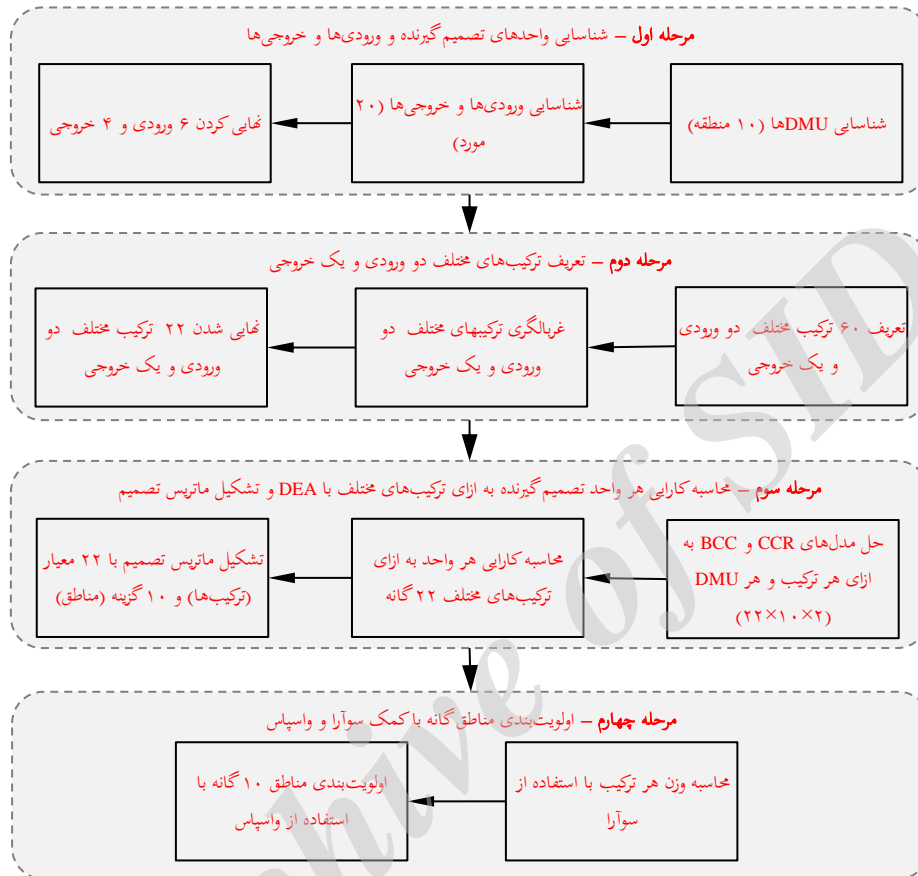 مرحله اول – شناسایی واحدهای تصمیم‌گیرنده و ورودی‌ها و خروجی‌ها
شناسایی DMUها (۱۰ منطقه)
شناسایی ورودی‌ها و خروجی‌ها (۲۰
مورد)
نهایی کردن ۶ ورودی و ۴ خروجی
مرحله دوم – تعریف ترکیب‌های مختلف دو ورودی و یک خروجی
تعریف ۶۰ ترکیب مختلف دو ورودی
و یک خروجی
غربالگری ترکیبهای مختلف دو
ورودی و یک خروجی
نهایی شدن ۲۲ ترکیب مختلف دو
ورودی و یک خروجی
مرحله سوم – محاسبه کارایی هر واحد تصمیم‌گیرنده به ازای ترکیب‌های مختلف با DEA و تشکیل ماتریس تصمیم
حل مدل‌های CCR و BCC به
ازای هر ترکیب و هر DMU
(۲۲×۱۰×۲)
محاسبه کارایی هر واحد به ازای
ترکیب‌های مختلف ۲۲ گانه
تشکیل ماتریس تصمیم با ۲۲ معیار
(ترکیب‌ها) و ۱۰ گزینه (مناطق)
مرحله چهارم – اولویت‌بندی مناطق گانه با کمک سوآرا و واسپاس
محاسبه وزن هر ترکیب با استفاده از
سوآرا
اولویت‌بندی مناطق ۱۰ گانه با
استفاده از واسپاس
Archive of SID